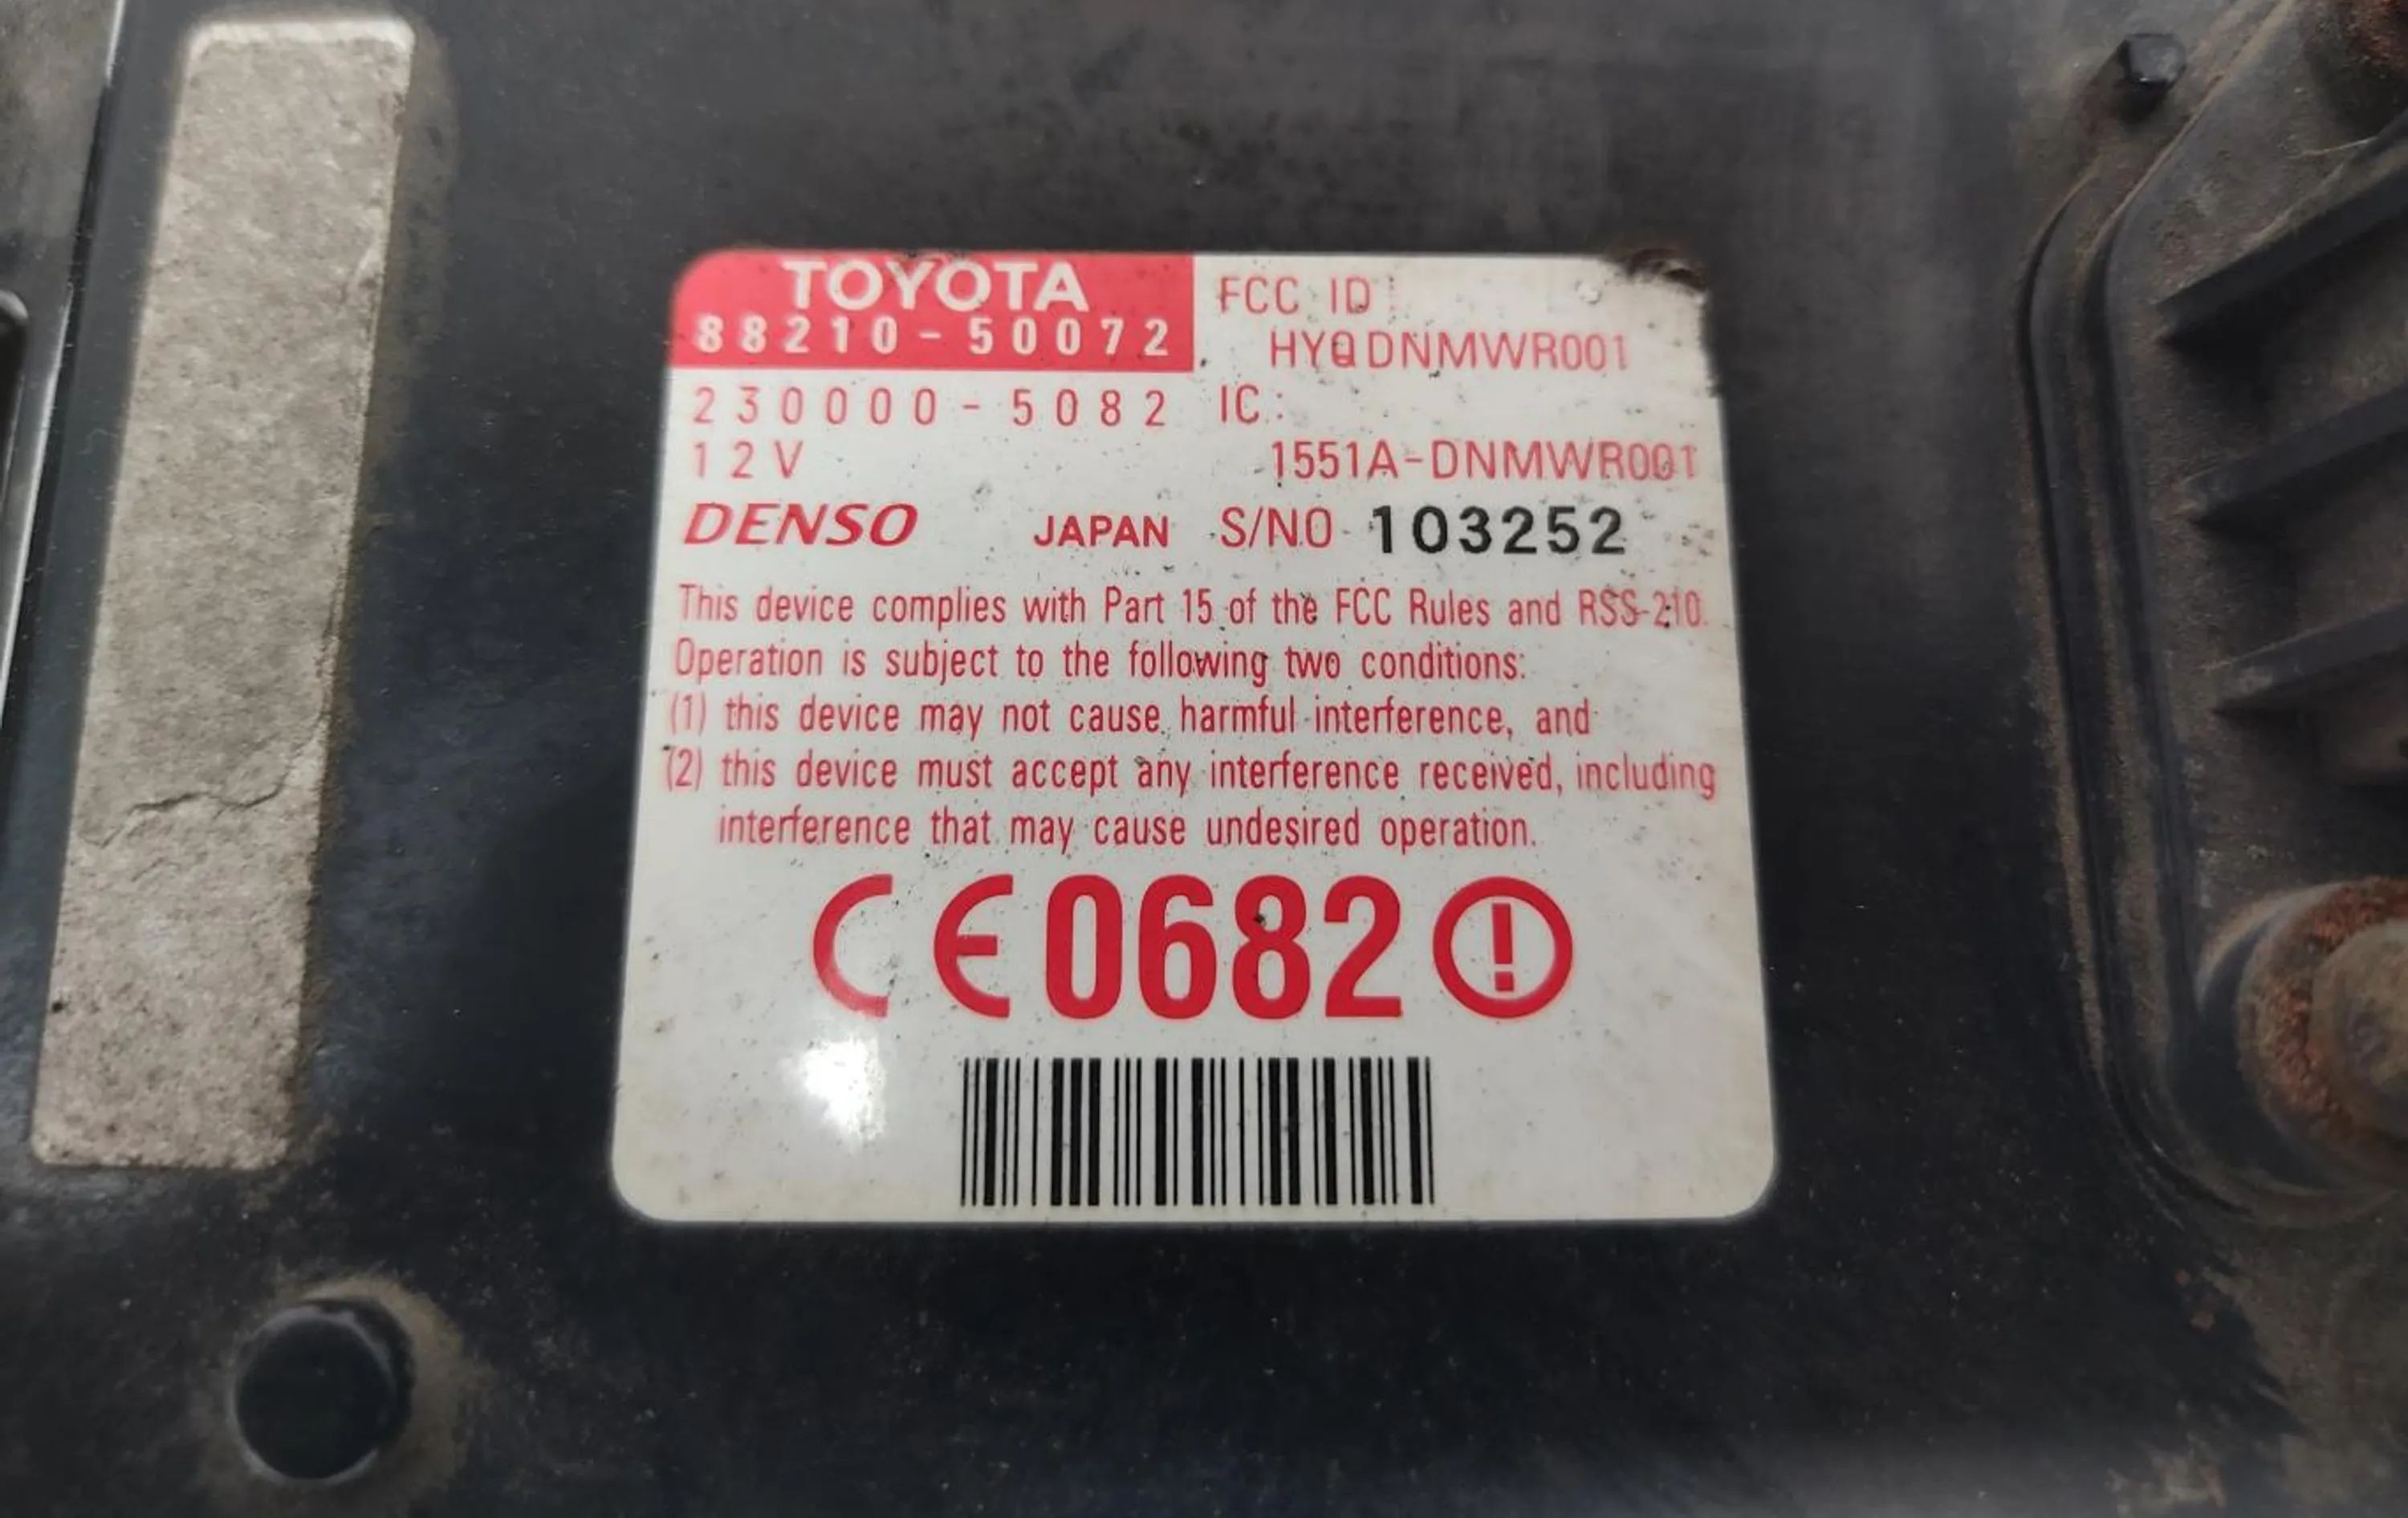 TOYOTA
88210-50072
230000-5082
12V
DENSO JAPAN
FCC ID:
HYQDNMWR001
IC:
1551A-DNMWR001
S/NO 103252
This device complies with Part 15 of the FCC Rules and RSS-210.
Operation is subject to the following two conditions:
(1) this device may not cause harmful interference, and
(2) this device must accept any interference received, including
interference that may cause undesired operation.
CE0682